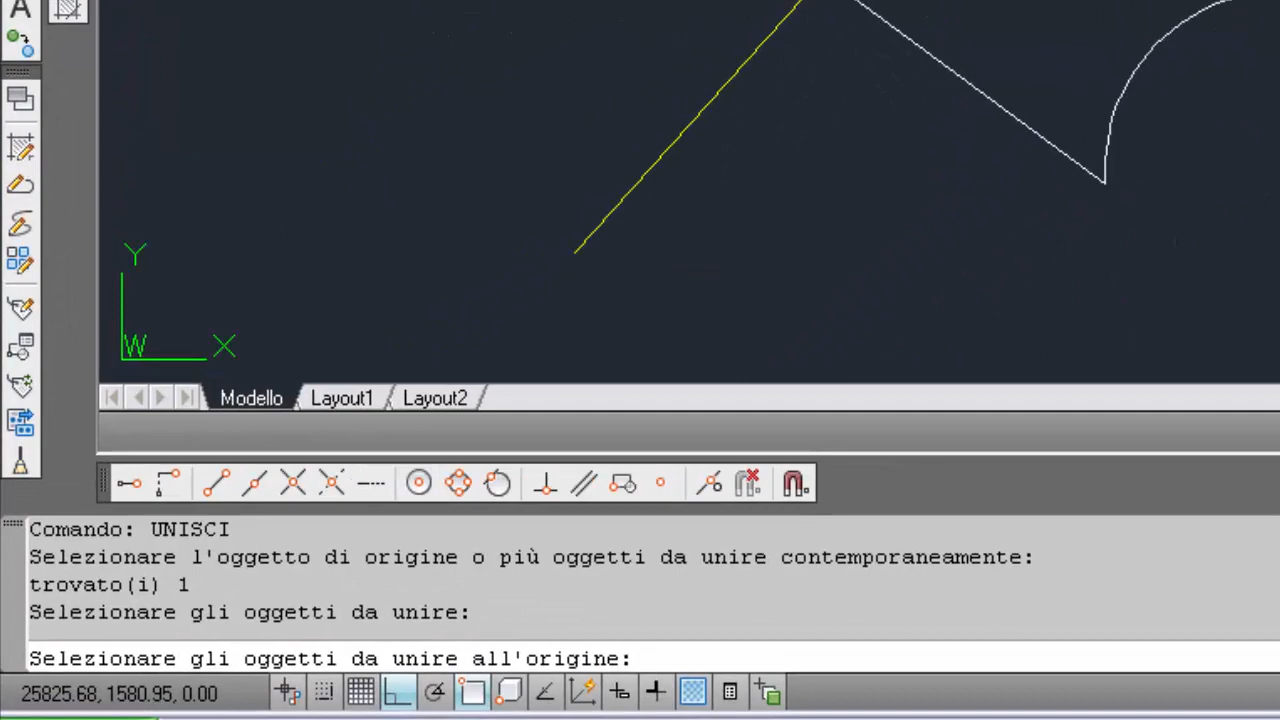 A
Y
W X
Modello Layout1 Layout2
Comando: UNISCI
Selezionare l'oggetto di origine o più oggetti da unire contemporaneamente:
trovato(i) 1
Selezionare gli oggetti da unire:
Selezionare gli oggetti da unire all'origine:
25825.68, 1580.95, 0.00